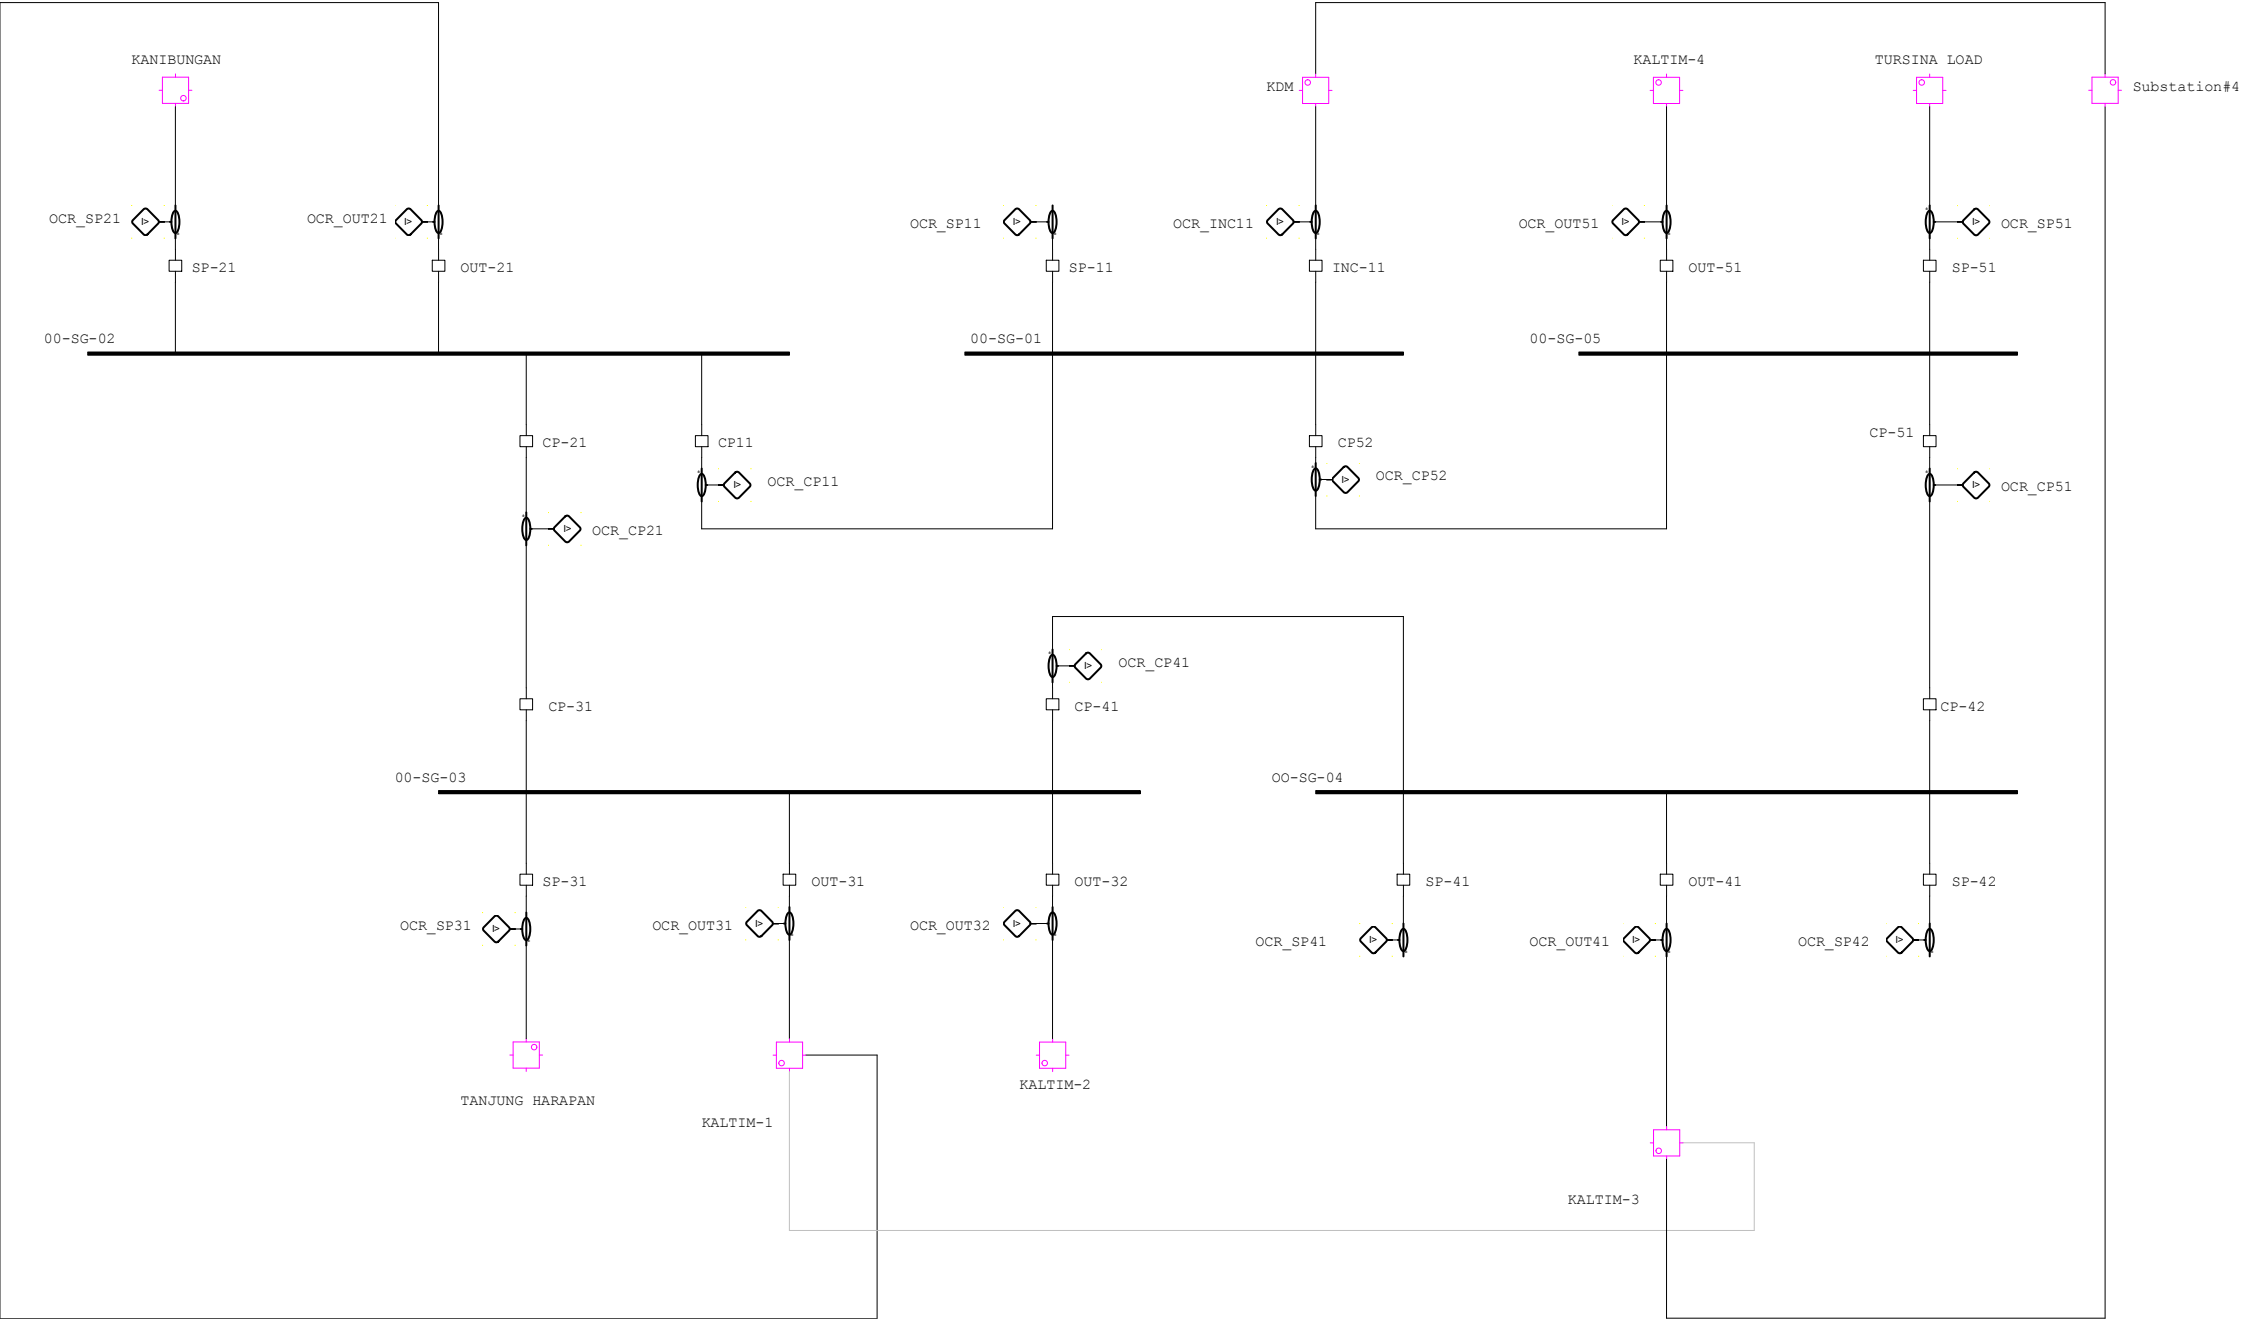 KANIBUNGAN
KDM
KALTIM-4
TURSINA LOAD
Substation#4
OCR_SP21
OCR_OUT21
OCR_SP11
OCR_INC11
OCR_OUT51
OCR_SP51
SP-21
OUT-21
SP-11
INC-11
OUT-51
SP-51
00-SG-02
00-SG-01
00-SG-05
CP-21
CP11
CP52
CP-51
OCR_CP21
OCR_CP11
OCR_CP52
OCR_CP51
OCR_CP41
CP-31
CP-41
CP-42
00-SG-03
OO-SG-04
SP-31
OUT-31
OUT-32
SP-41
OUT-41
SP-42
OCR_SP31
OCR_OUT31
OCR_OUT32
OCR_SP41
OCR_OUT41
OCR_SP42
TANJUNG HARAPAN
KALTIM-1
KALTIM-2
KALTIM-3